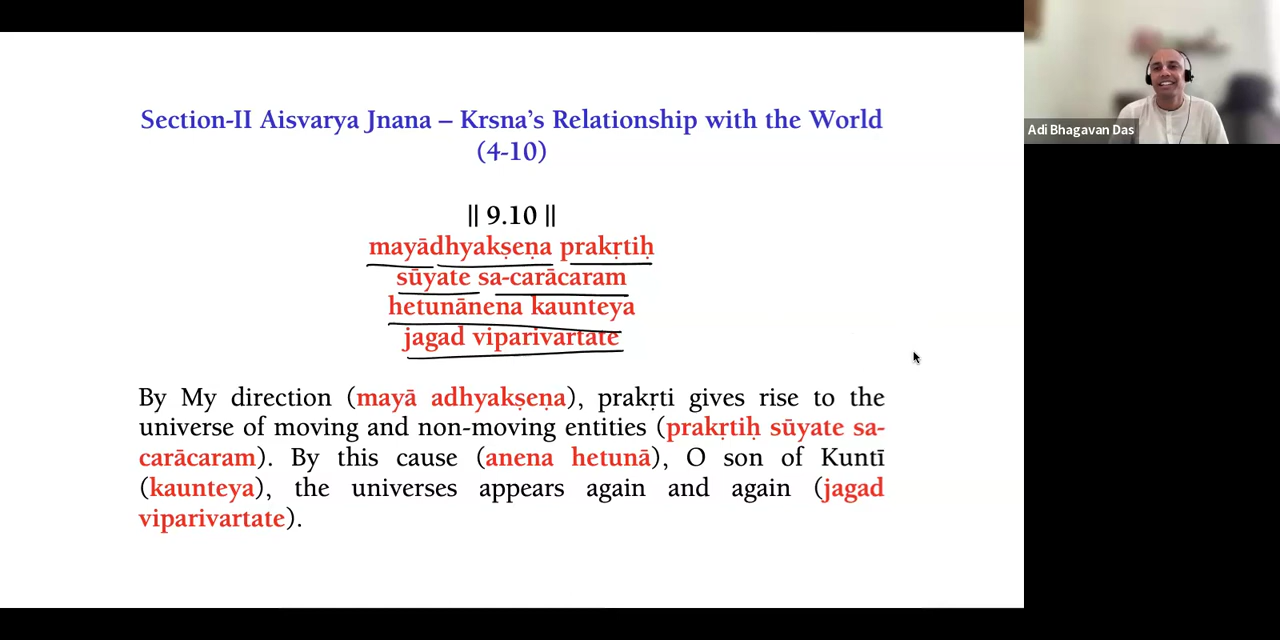 Section-II Aisvarya Jnana – Krsna's Relationship with the World
(4-10)
|| 9.10 ||
mayādhyakṣeṇa prakṛtiḥ
sūyate sa-carācaram
hetunānena kaunteya
jagad viparivartate
By My direction (mayā adhyakṣeṇa), prakṛti gives rise to the
universe of moving and non-moving entities (prakṛtiḥ sūyate sa-
carācaram). By this cause (anena hetunā), O son of Kuntī
(kaunteya), the universes appears again and again (jagad
viparivartate).
Adi Bhagavan Das